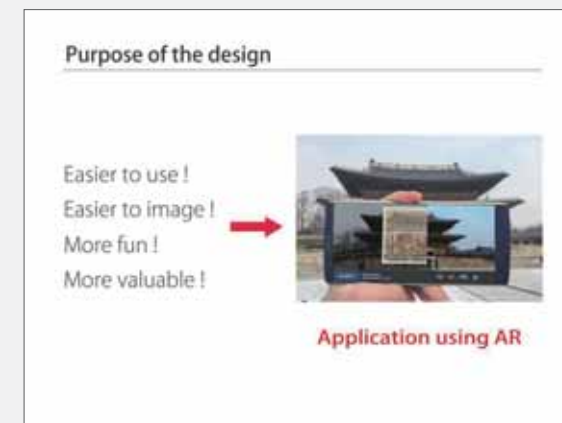 Purpose of the design
Easier to use !
Easier to image !
More fun !
More valuable !
Application using AR